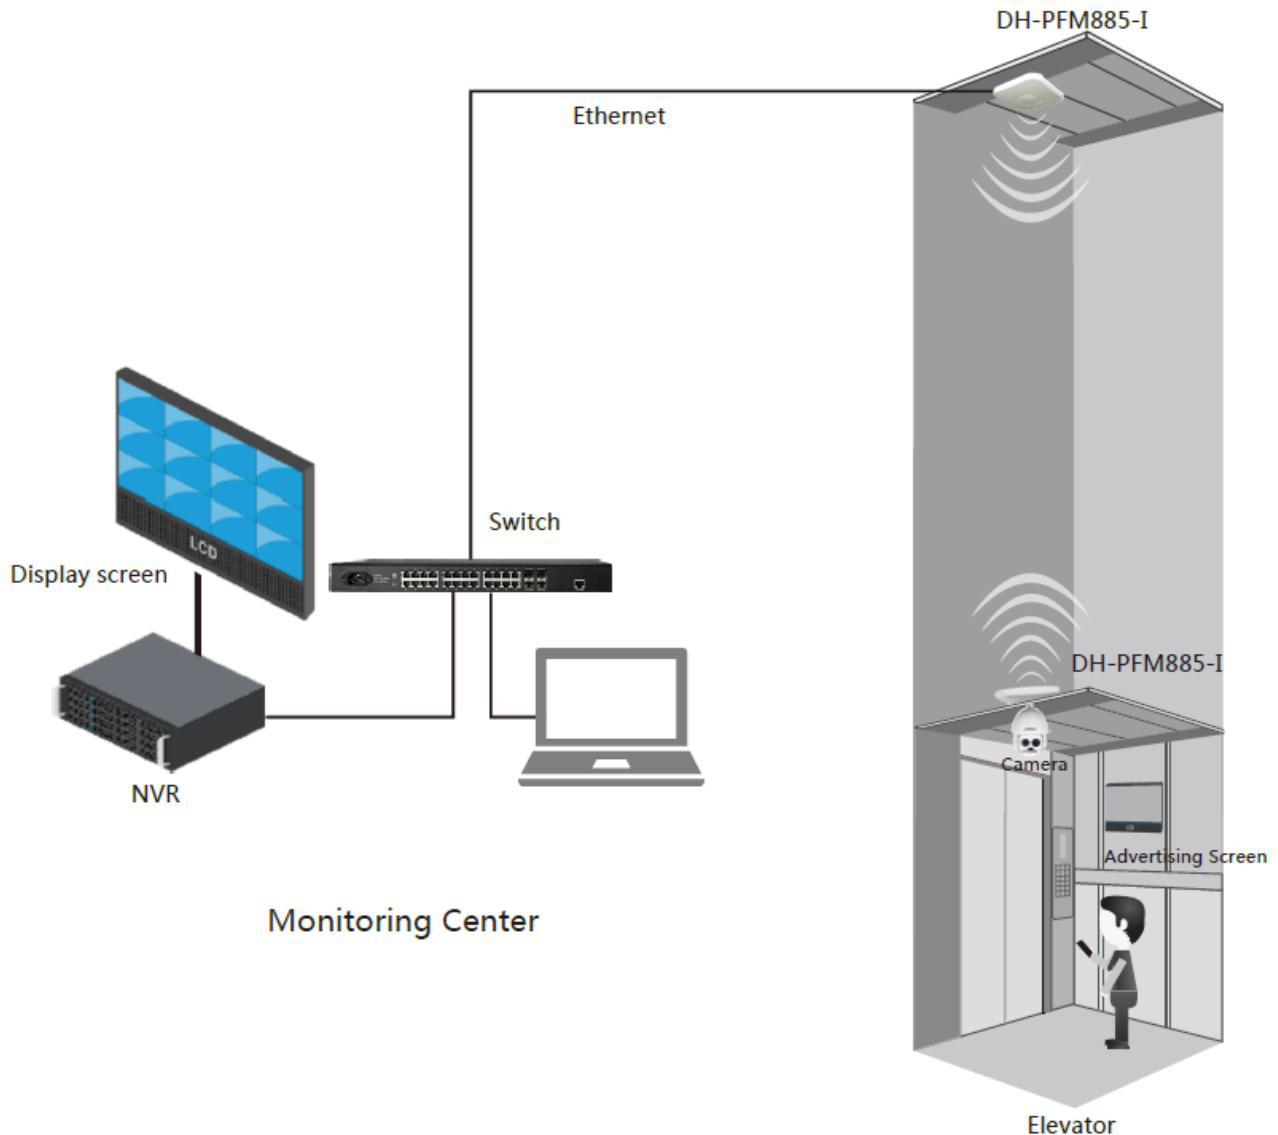 DH-PFM885-I
Ethernet
LCD
Switch
Display screen
DH-PFM885-I
Camera
NVR
Advertising Screen
Monitoring Center
Elevator